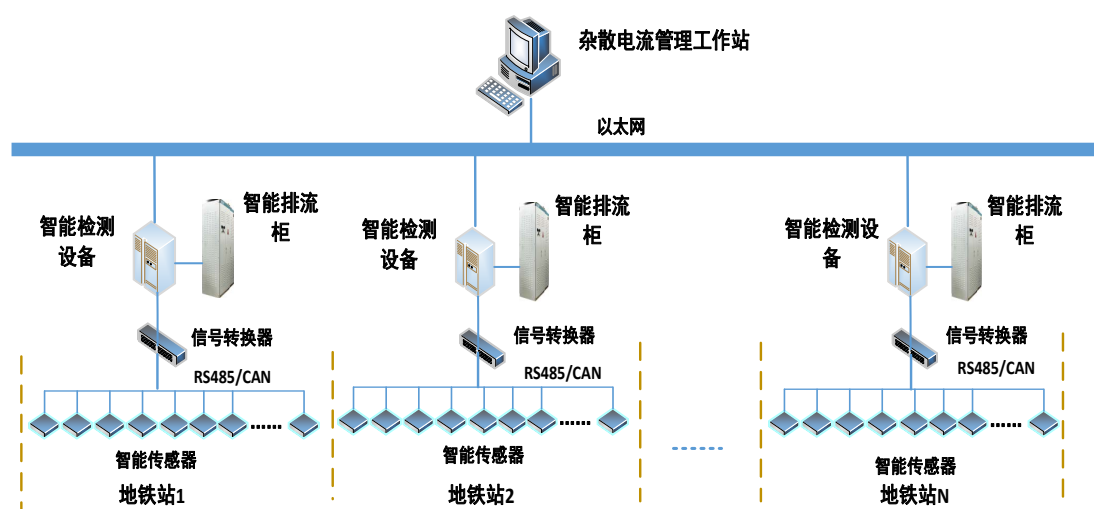 杂散电流管理工作站
以太网
智能检测
设备
智能排流
柜
信号转换器
RS485/CAN
......
智能传感器
地铁站1
智能检测
设备
智能排流
柜
信号转换器
RS485/CAN
......
智能传感器
地铁站2
智能检测设
备
智能排流
柜
信号转换器
RS485/CAN
......
智能传感器
地铁站N